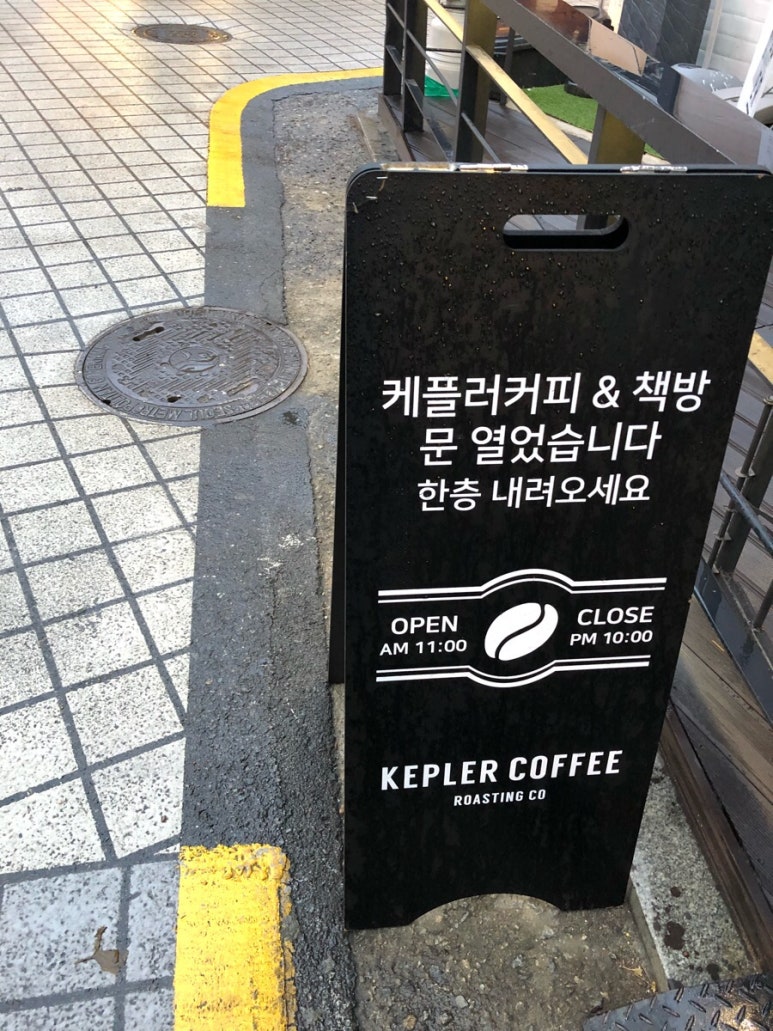 케플러커피 & 책방
문 열었습니다
한층 내려오세요
OPEN
AM 11:00
CLOSE
PM 10:00
KEPLER COFFEE
ROASTING CO